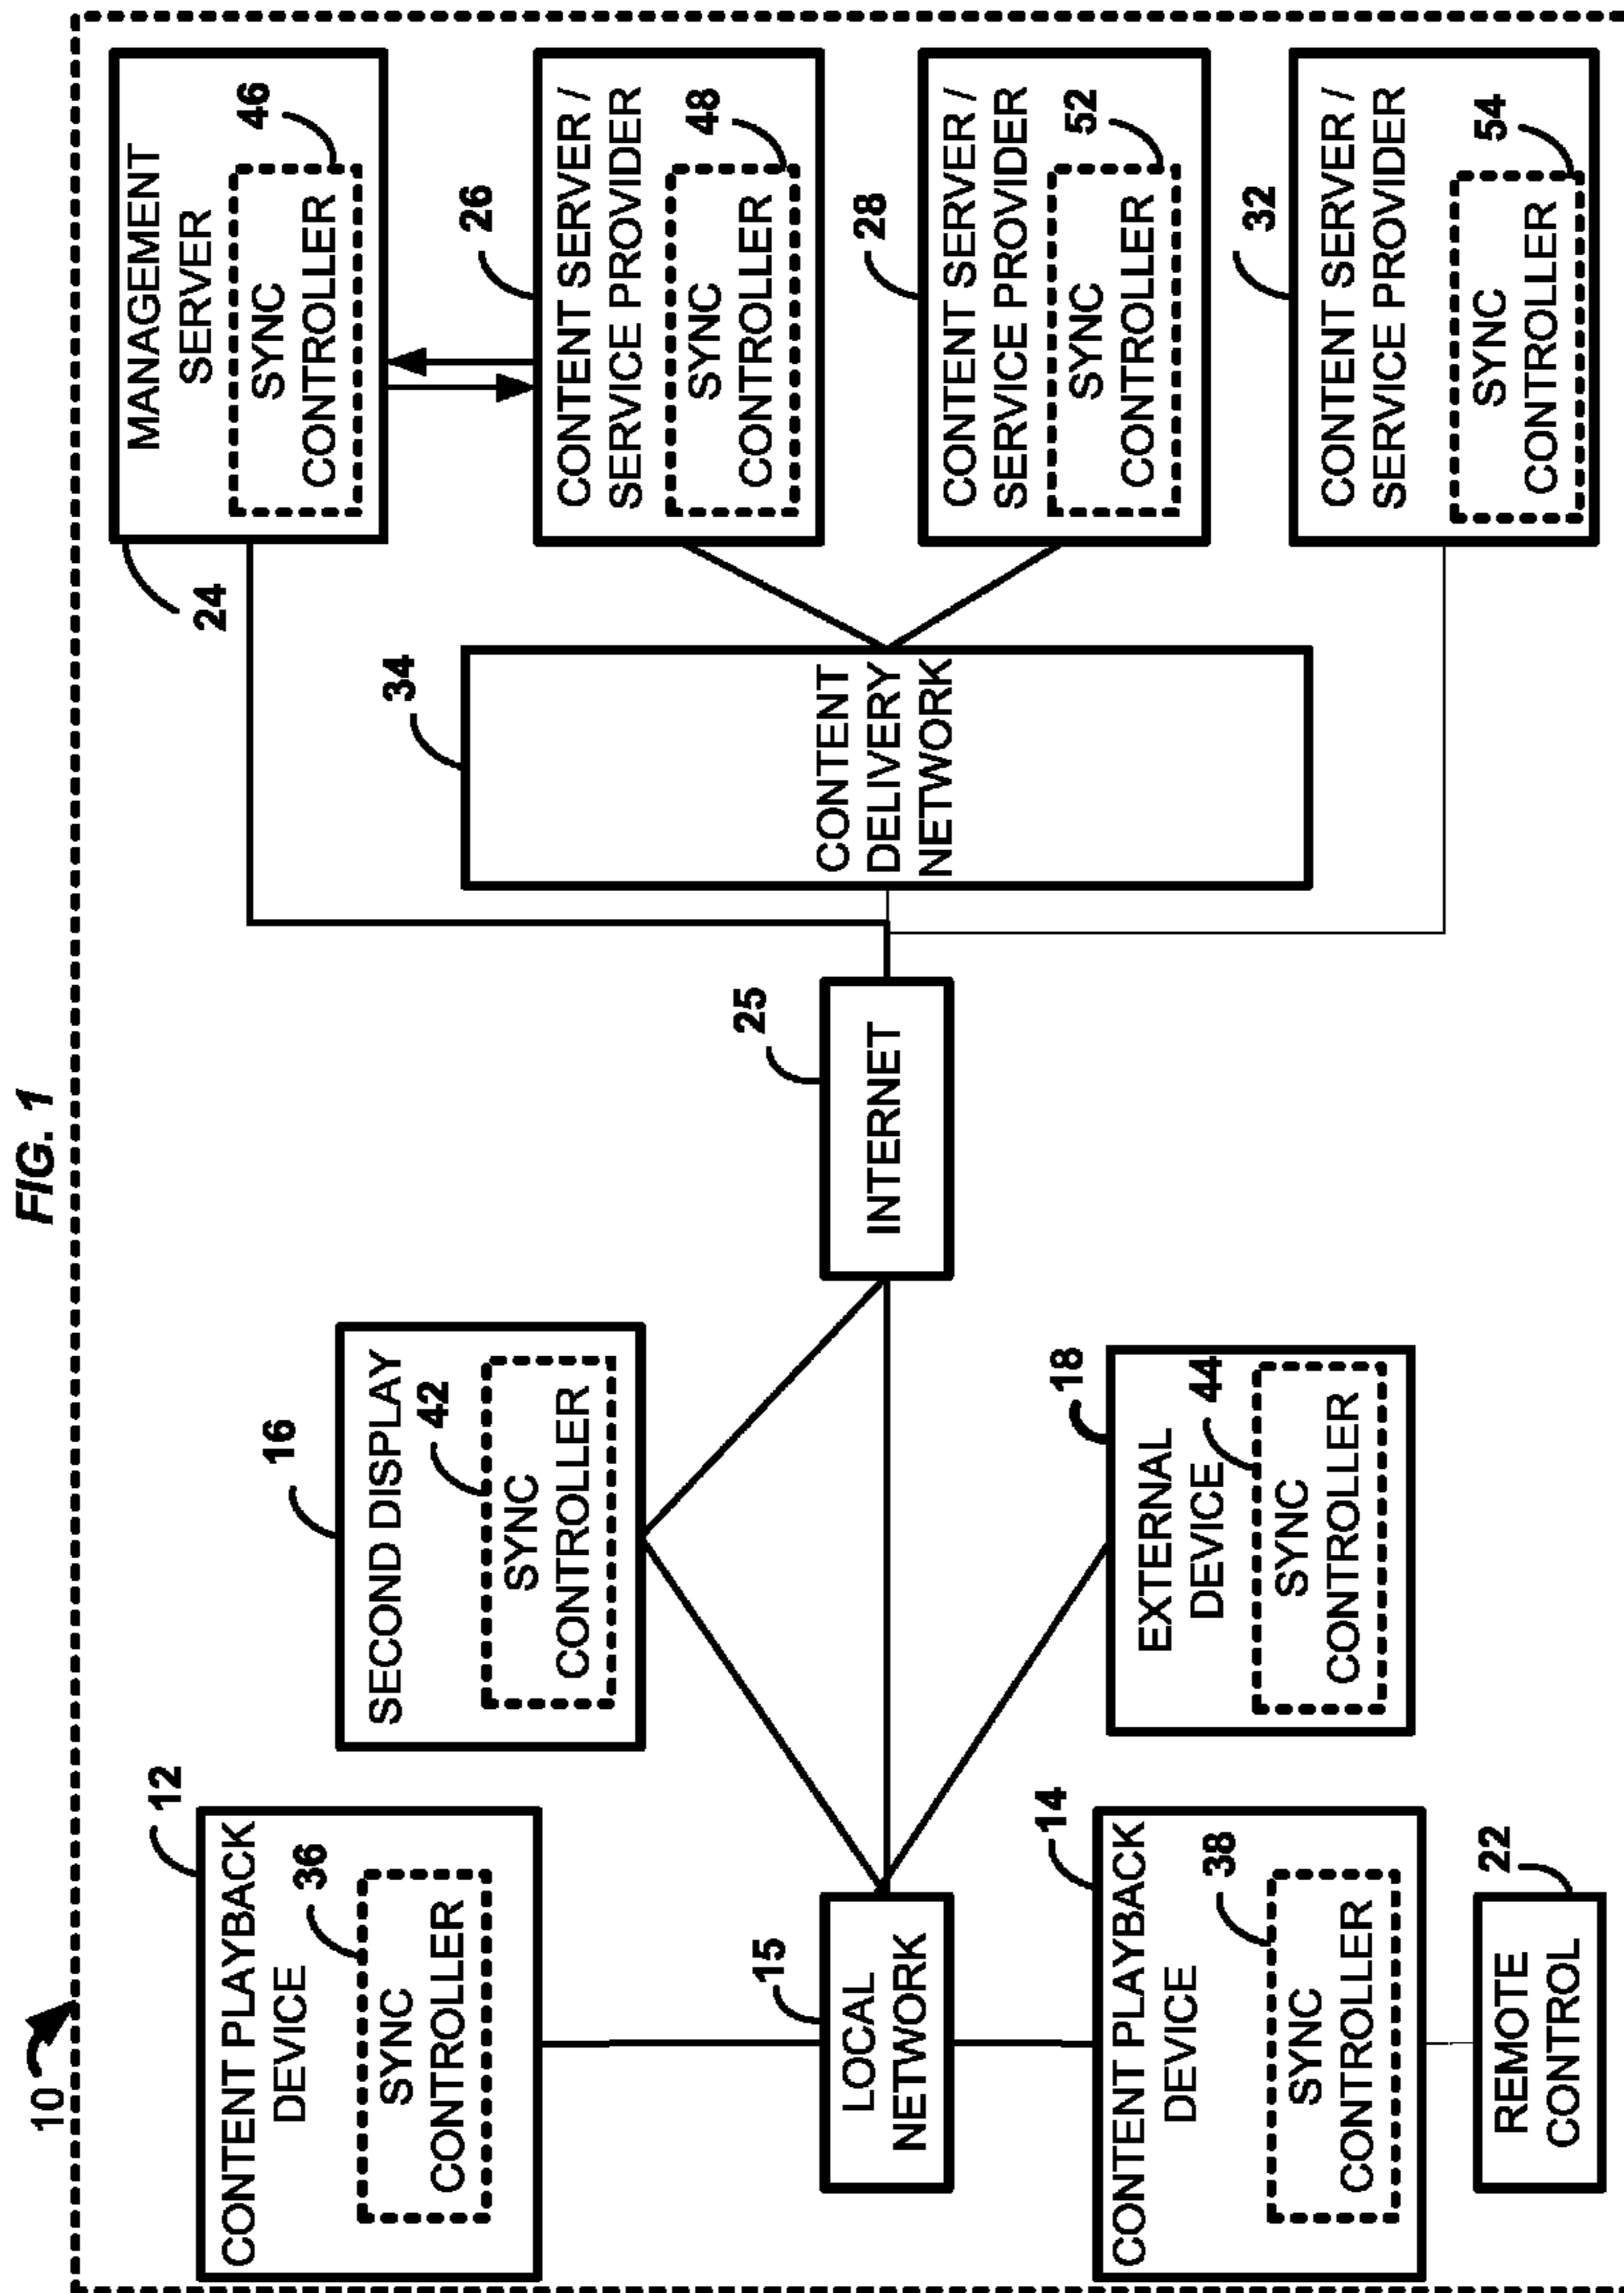 FIG. 1
10
12
CONTENT PLAYBACK
DEVICE
36
SYNC
CONTROLLER
16
SECOND DISPLAY
42
SYNC
CONTROLLER
24
MANAGEMENT
SERVER
46
SYNC
CONTROLLER
26
CONTENT SERVER /
SERVICE PROVIDER
48
SYNC
CONTROLLER
34
CONTENT
DELIVERY
NETWORK
15
LOCAL
NETWORK
25
INTERNET
28
CONTENT SERVER /
SERVICE PROVIDER
52
SYNC
CONTROLLER
14
CONTENT PLAYBACK
DEVICE
38
SYNC
CONTROLLER
18
EXTERNAL
DEVICE
44
SYNC
CONTROLLER
32
CONTENT SERVER /
SERVICE PROVIDER
54
SYNC
CONTROLLER
22
REMOTE
CONTROL